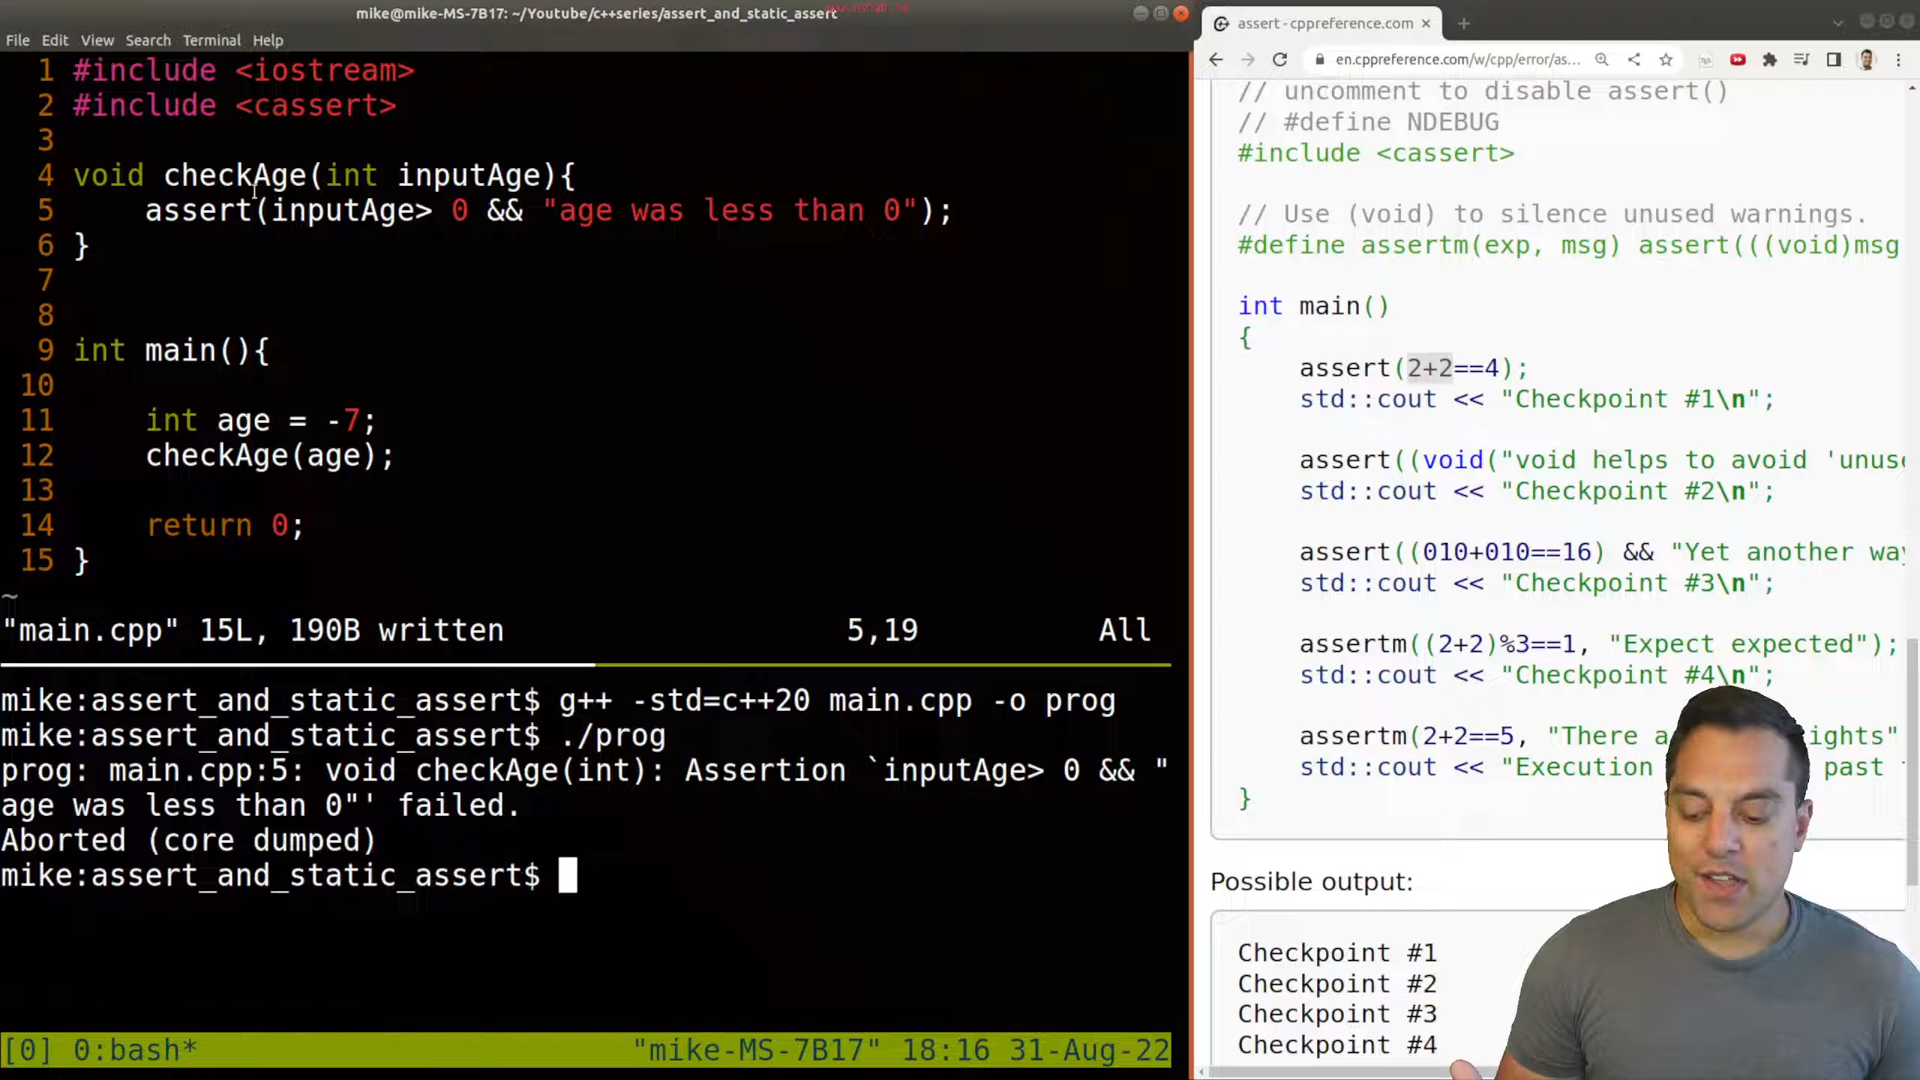 mike@mike-MS-7B17: ~/Youtube/c++series/assert_and_static_assert
File Edit View Search Terminal Help
1 #include <iostream>
2 #include <cassert>
3
4 void checkAge(int inputAge){
5 assert(inputAge> 0 && "age was less than 0");
6 }
7
8
9 int main(){
10
11 int age = -7;
12 checkAge(age);
13
14 return 0;
15 }
~
"main.cpp" 15L, 190B written 5,19 All
mike:assert_and_static_assert$ g++ -std=c++20 main.cpp -o prog
mike:assert_and_static_assert$ ./prog
prog: main.cpp:5: void checkAge(int): Assertion `inputAge> 0 && "
age was less than 0"' failed.
Aborted (core dumped)
mike:assert_and_static_assert$
[0] 0:bash* "mike-MS-7B17" 18:16 31-Aug-22
assert - cppreference.com
en.cppreference.com/w/cpp/error/as...
// uncomment to disable assert()
// #define NDEBUG
#include <cassert>
// Use (void) to silence unused warnings.
#define assertm(exp, msg) assert(((void)msg
int main()
{
assert(2+2==4);
std::cout << "Checkpoint #1\n";
assert((void("void helps to avoid 'unuse
std::cout << "Checkpoint #2\n";
assert((010+010==16) && "Yet another wa
std::cout << "Checkpoint #3\n";
assertm((2+2)%3==1, "Expect expected");
std::cout << "Checkpoint #4\n";
assertm(2+2==5, "There a ights"
std::cout << "Execution past
}
Possible output:
Checkpoint #1
Checkpoint #2
Checkpoint #3
Checkpoint #4